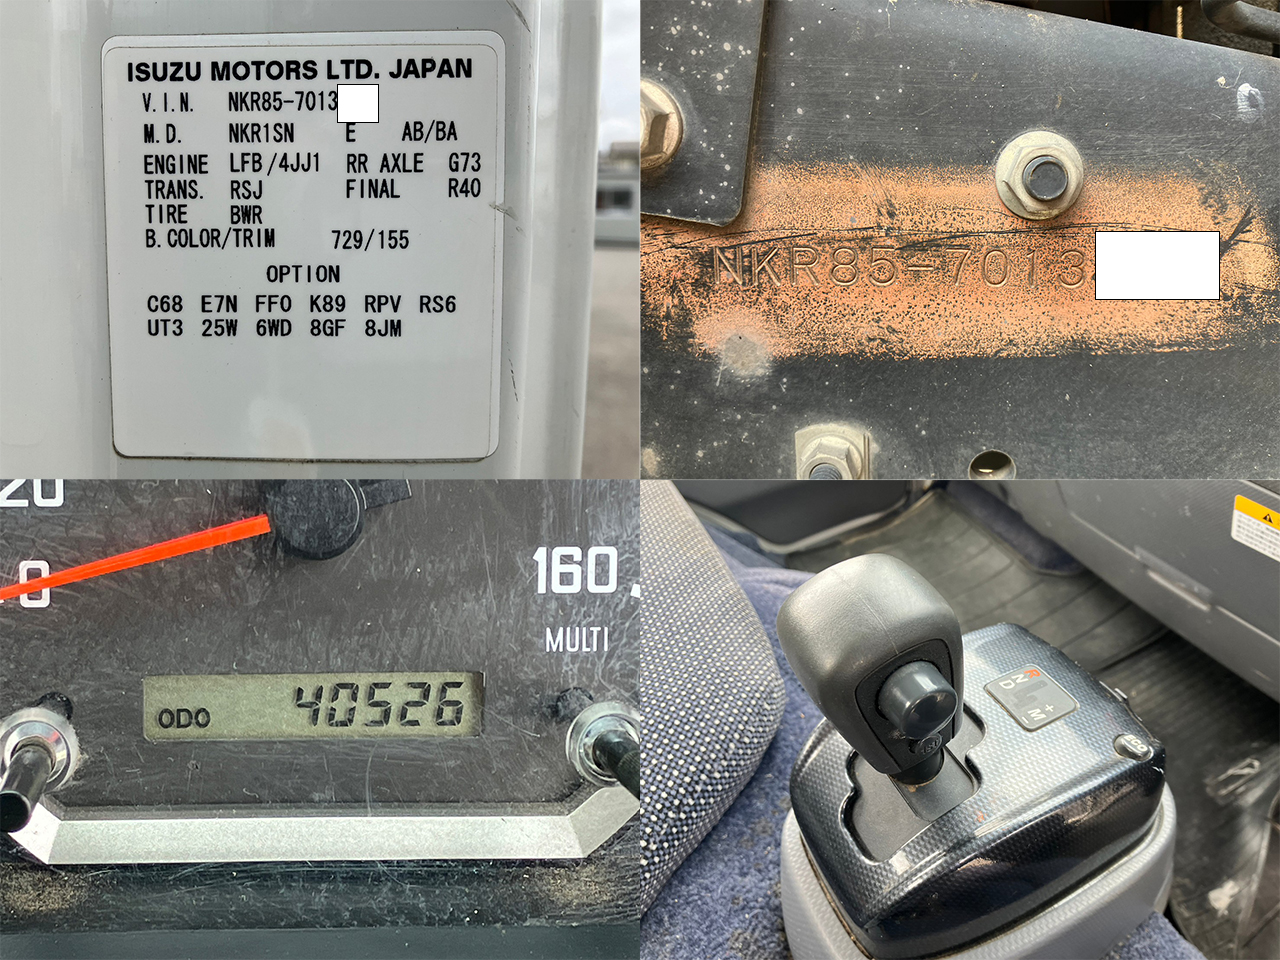 ISUZU MOTORS LTD. JAPAN
V.I.N. NKR85-7013
M.D. NKR1SN E AB/BA
ENGINE LFB/4JJ1 RR AXLE G73
TRANS. RSJ FINAL R40
TIRE BWR
B.COLOR/TRIM 729/155
OPTION
C68 E7N FF0 K89 RPV RS6
UT3 25W 6WD 8GF 8JM
NKR85-7013
20
0
160
MULTI
ODO 40526
R
N
D
+
M